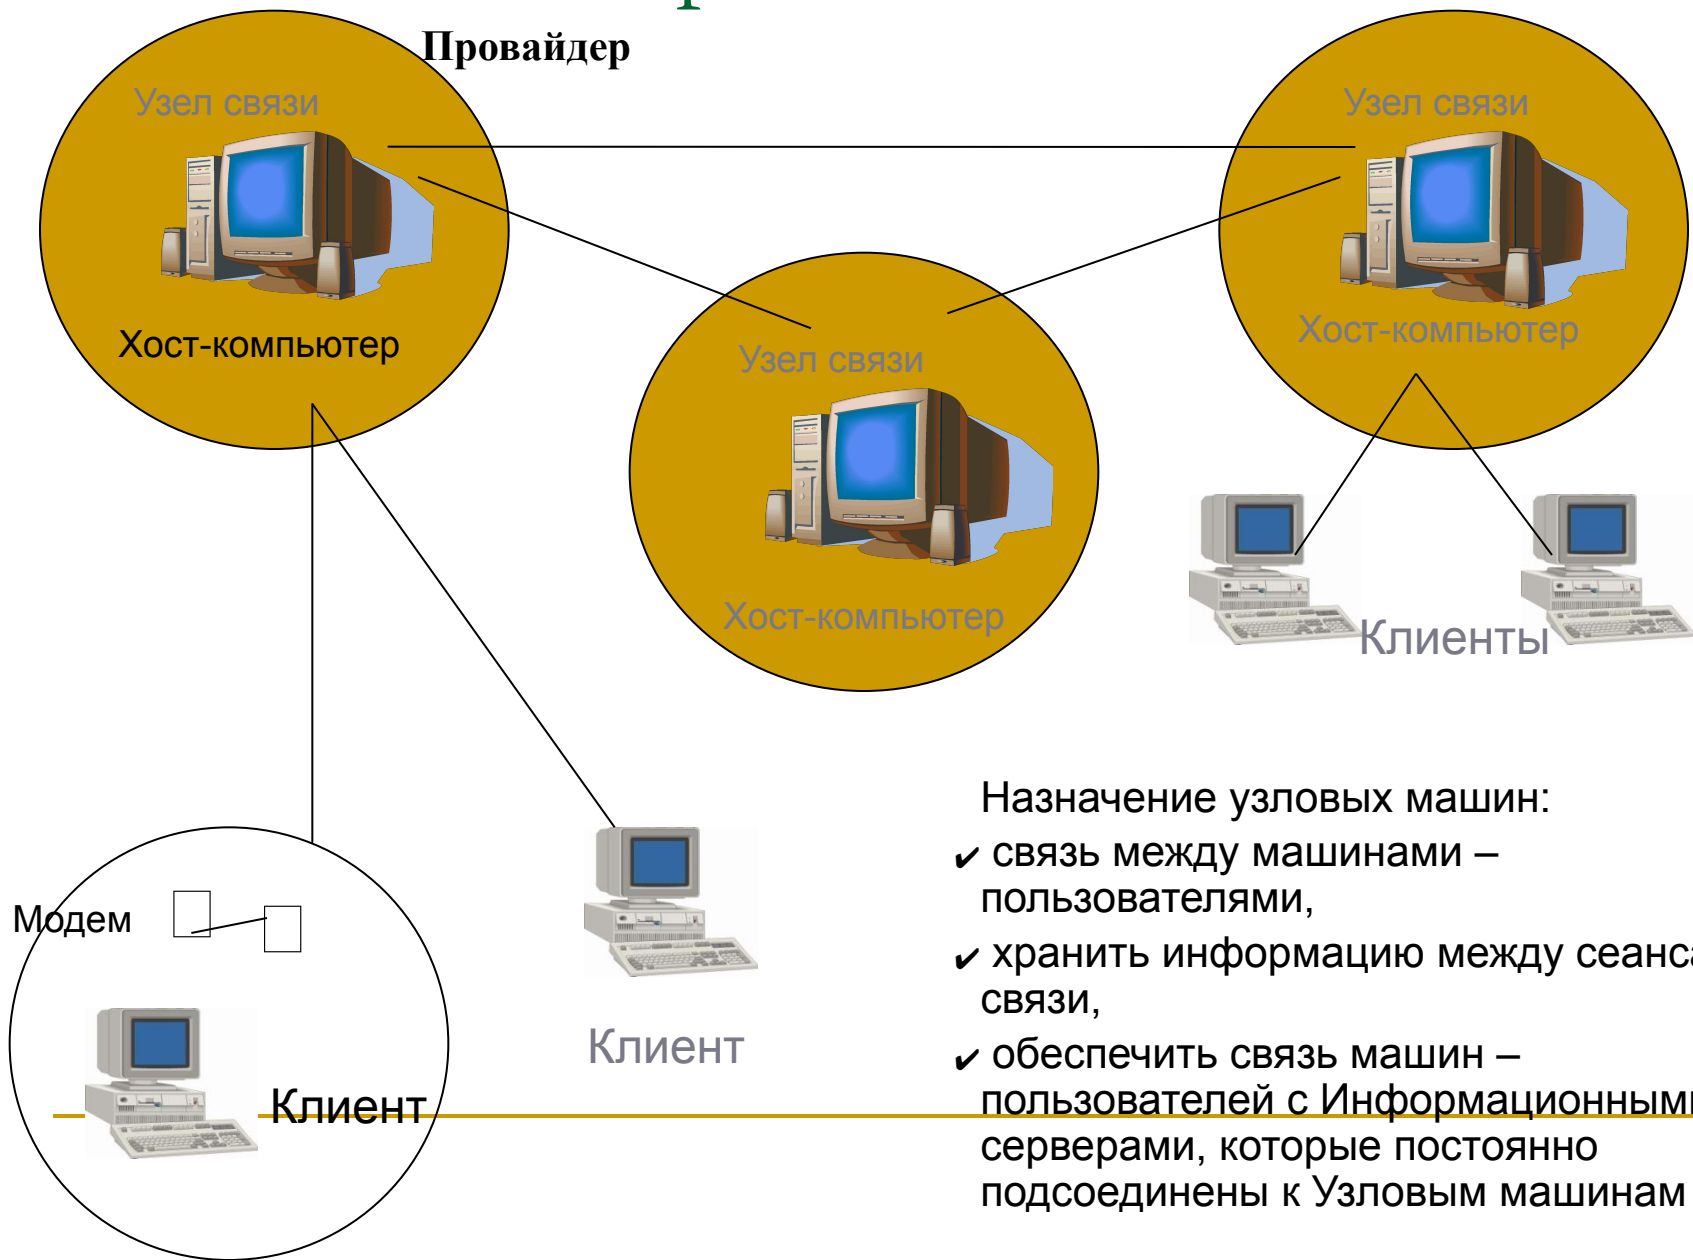 Провайдер
Узел связи
Узел связи
Хост-компьютер
Хост-компьютер
Узел связи
Хост-компьютер
Клиенты
Модем
Клиент
Клиент
Назначение узловых машин:
✔ связь между машинами –
пользователями,
✔ хранить информацию между сеанса
связи,
✔ обеспечить связь машин –
пользователей с Информационными
серверами, которые постоянно
подсоединены к Узловым машинам